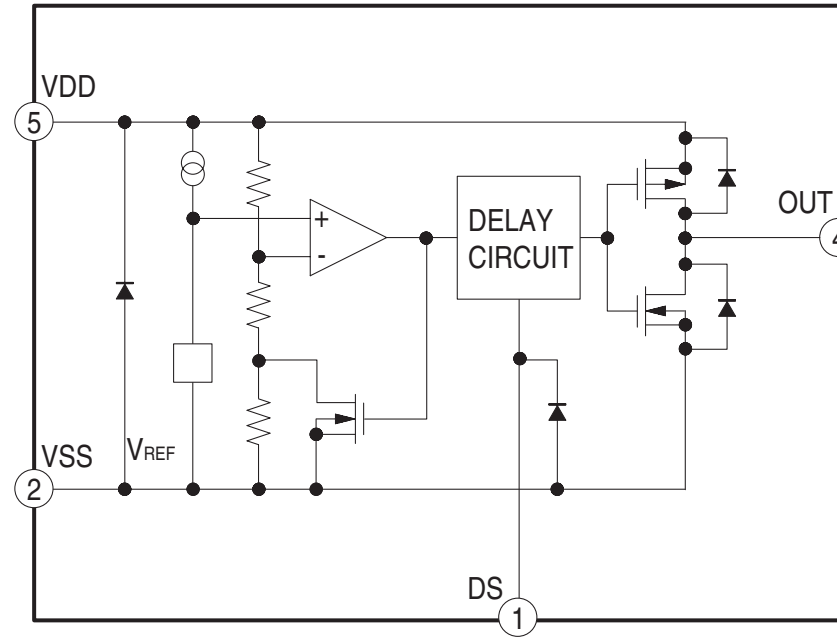 VDD
5
OUT
4
+
-
DELAY
CIRCUIT
VREF
VSS
2
DS
1